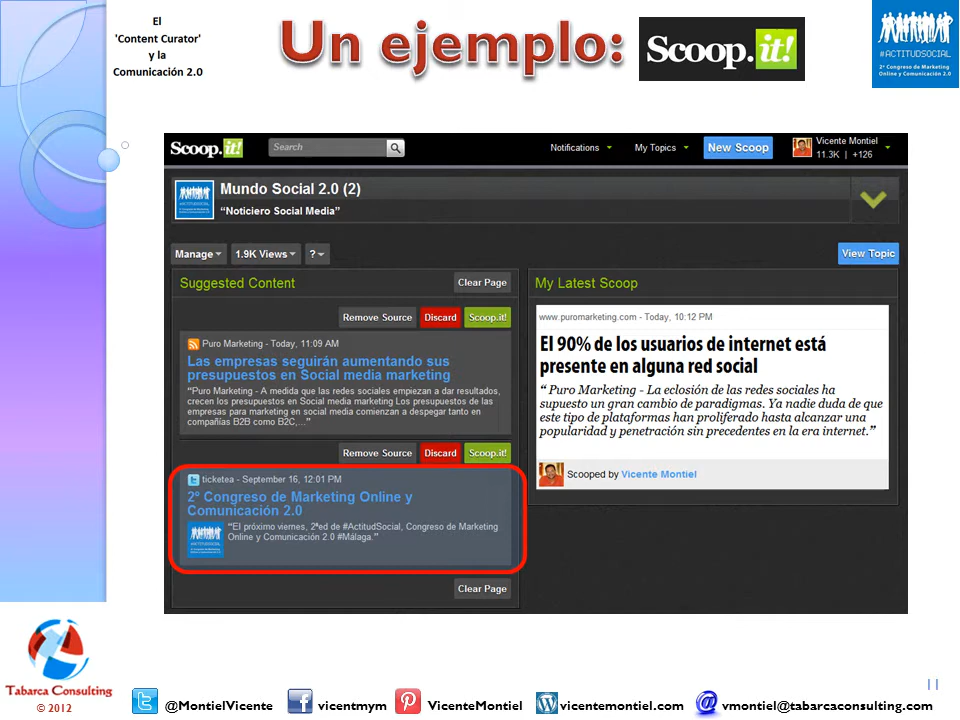 El
'Content Curator'
y la
Comunicación 2.0
Un ejemplo:
Scoop.it!
#ACTITUDSOCIAL
2º Congreso de Marketing
Online y Comunicación 2.0
Scoop.it!
Search
Notifications
My Topics
New Scoop
Vicente Montiel
11.3K | +126
Mundo Social 2.0 (2)
“Noticiero Social Media”
Manage
1.9K Views
?
View Topic
Suggested Content
Clear Page
My Latest Scoop
Remove Source
Discard
Scoop.it!
Puro Marketing - Today, 11:09 AM
Las empresas seguirán aumentando sus
presupuestos en Social media marketing
“Puro Marketing - A medida que las redes sociales empiezan a dar resultados,
crecen los presupuestos en Social media marketing Los presupuestos de las
empresas para marketing en social media comienzan a despegar tanto en
compañías B2B como B2C,...”
www.puromarketing.com - Today, 10:12 PM
El 90% de los usuarios de internet está
presente en alguna red social
“ Puro Marketing - La eclosión de las redes sociales ha
supuesto un gran cambio de paradigmas. Ya nadie duda de que
este tipo de plataformas han proliferado hasta alcanzar una
popularidad y penetración sin precedentes en la era internet.”
Scooped by Vicente Montiel
Remove Source
Discard
Scoop.it!
ticketea - September 16, 12:01 PM
2º Congreso de Marketing Online y
Comunicación 2.0
“El próximo viernes, 2ªed de #ActitudSocial, Congreso de Marketing
Online y Comunicación 2.0 #Málaga.”
Clear Page
Tabarca Consulting
© 2012
@MontielVicente
vicentmym
VicenteMontiel
vicentemontiel.com
vmontiel@tabarcaconsulting.com
11